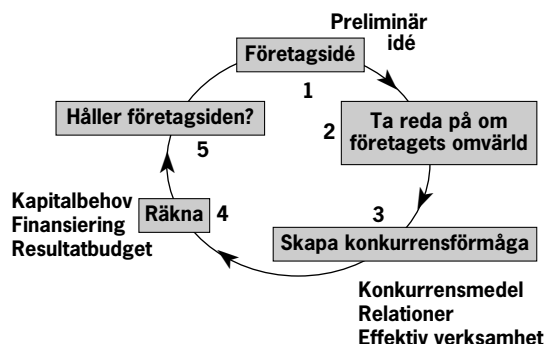 Preliminär
idé
Företagsidé
1
Ta reda på om
företagets omvärld
2
3
Skapa konkurrensförmåga
Konkurrensmedel
Relationer
Effektiv verksamhet
Räkna
4
Kapitalbehov
Finansiering
Resultatbudget
Håller företagsiden?
5